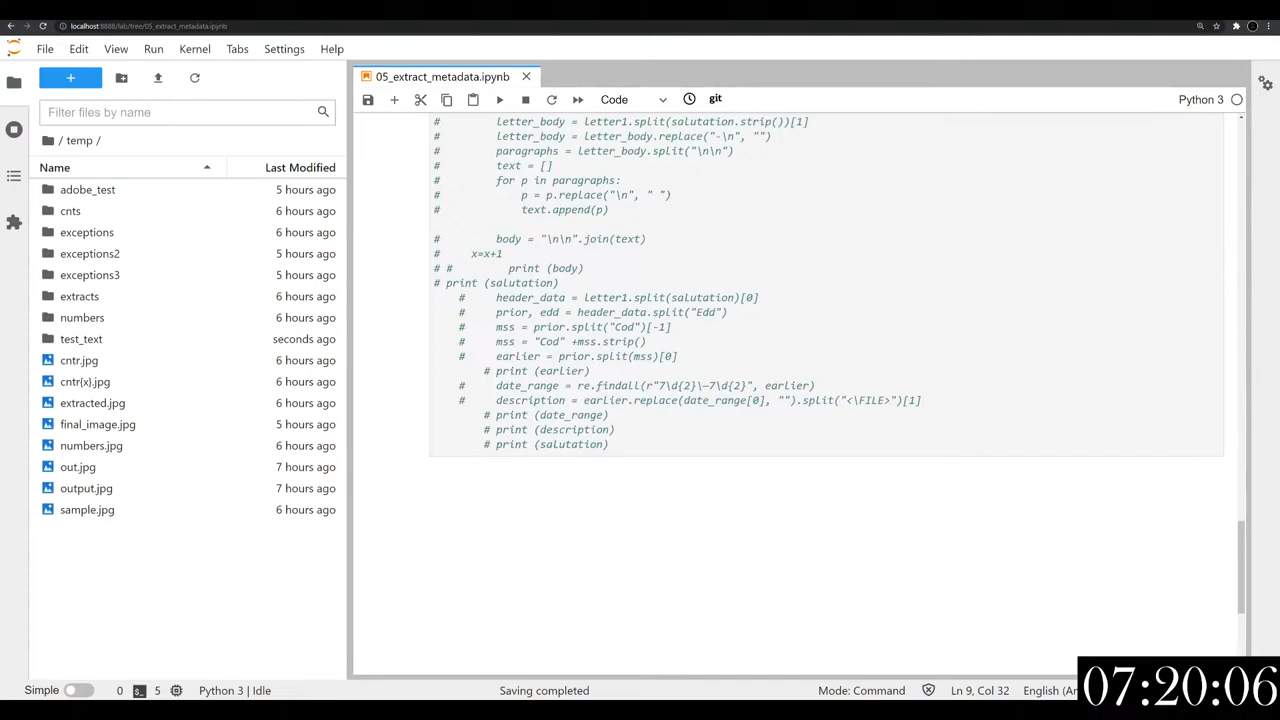 localhost:8888/lab/tree/05_extract_metadata.ipynb
File Edit View Run Kernel Tabs Settings Help
+
05_extract_metadata.ipynb
Code
git
Python 3
Filter files by name
/ temp /
Name Last Modified
adobe_test 5 hours ago
cnts 6 hours ago
exceptions 6 hours ago
exceptions2 5 hours ago
exceptions3 5 hours ago
extracts 6 hours ago
numbers 6 hours ago
test_text seconds ago
cntr.jpg 6 hours ago
cntr{x}.jpg 6 hours ago
extracted.jpg 6 hours ago
final_image.jpg 5 hours ago
numbers.jpg 6 hours ago
out.jpg 7 hours ago
output.jpg 7 hours ago
sample.jpg 6 hours ago
# letter_body = letter1.split(salutation.strip())[1]
# letter_body = letter_body.replace("-\n", "")
# paragraphs = letter_body.split("\n\n")
# text = []
# for p in paragraphs:
# p = p.replace("\n", " ")
# text.append(p)
# body = "\n\n".join(text)
# x=x+1
# # print (body)
# print (salutation)
# header_data = letter1.split(salutation)[0]
# prior, edd = header_data.split("Edd")
# mss = prior.split("Cod")[-1]
# mss = "Cod" +mss.strip()
# earlier = prior.split(mss)[0]
# print (earlier)
# date_range = re.findall(r"7\d{2}\—7\d{2}", earlier)
# description = earlier.replace(date_range[0], "").split("<\FILE>")[1]
# print (date_range)
# print (description)
# print (salutation)
Simple 0 5 Python 3 | Idle Saving completed Mode: Command Ln 9, Col 32 English (Am
07:20:06